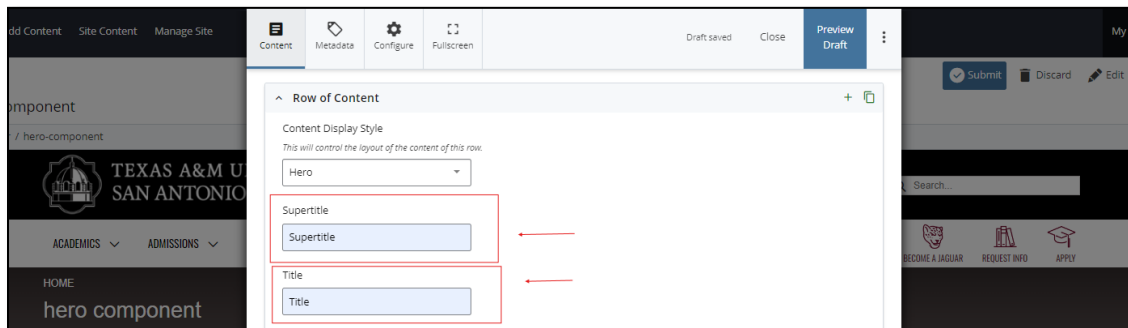 dd Content Site Content Manage Site
Content Metadata Configure Fullscreen
Draft saved Close Preview Draft
My
Submit Discard Edit
omponent
Row of Content
/ hero-component
Content Display Style
This will control the layout of the content of this row.
Hero
TEXAS A&M U
SAN ANTONIO
Search...
Supertitle
Supertitle
ACADEMICS ADMISSIONS
BECOME A JAGUAR REQUEST INFO APPLY
Title
Title
HOME
hero component